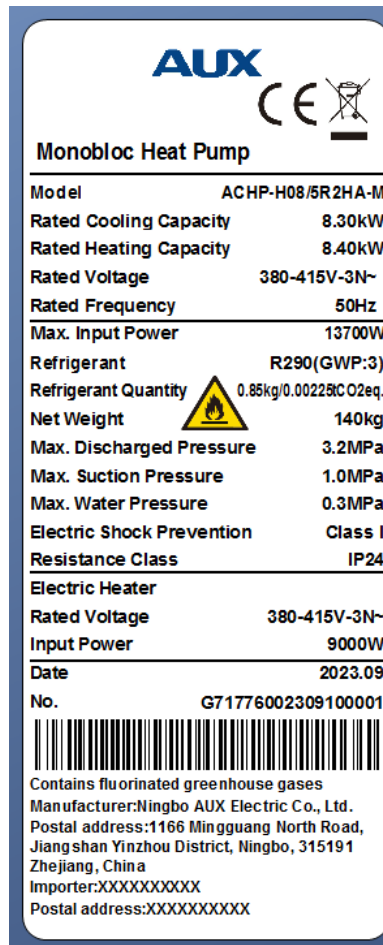 AUX
CE
Monobloc Heat Pump
Model ACHP-H08/5R2HA-M
Rated Cooling Capacity 8.30kW
Rated Heating Capacity 8.40kW
Rated Voltage 380-415V-3N~
Rated Frequency 50Hz
Max. Input Power 13700W
Refrigerant R290(GWP:3)
Refrigerant Quantity 0.85kg/0.00225tCO2eq.
Net Weight 140kg
Max. Discharged Pressure 3.2MPa
Max. Suction Pressure 1.0MPa
Max. Water Pressure 0.3MPa
Electric Shock Prevention Class I
Resistance Class IP24
Electric Heater
Rated Voltage 380-415V-3N~
Input Power 9000W
Date 2023.09
No. G71776002309100001
Contains fluorinated greenhouse gases
Manufacturer:Ningbo AUX Electric Co., Ltd.
Postal address:1166 Mingguang North Road,
Jiangshan Yinzhou District, Ningbo, 315191
Zhejiang, China
Importer:XXXXXXXXXX
Postal address:XXXXXXXXXX